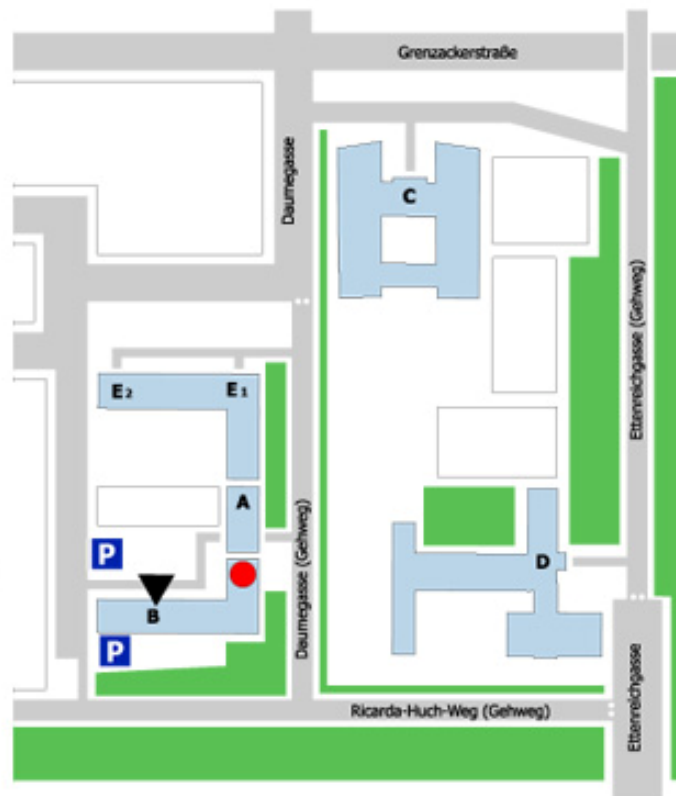 Grenzackerstraße
Daumegasse
C
Ettenreichgasse (Gehweg)
E2
E1
A
P
Daumegasse (Gehweg)
D
B
P
Ricarda-Huch-Weg (Gehweg)
Ettenreichgasse